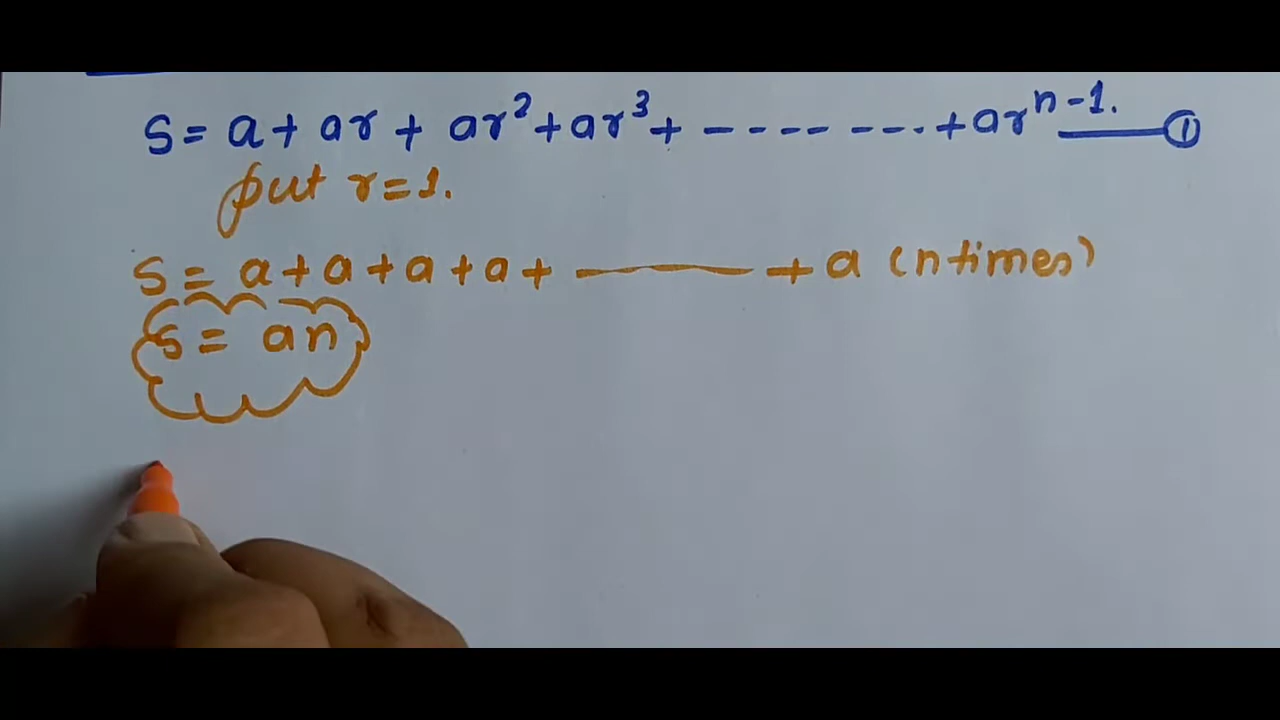 S = a + ar + ar² + ar³ + - - - - - - - . + arⁿ⁻¹. —— ①
put r = 1.
S = a + a + a + a + ——— + a (n times)
S = an